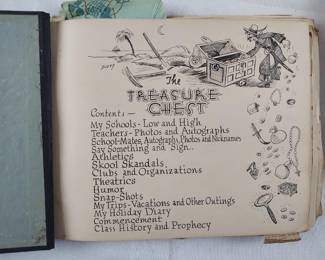 The
TREASURE
CHEST
Contents —
My Schools - Low and High
Teachers - Photos and Autographs
School-Mates, Autographs, Photos and Nicknames
Say Something and Sign..
Athletics
Skool Skandals
Clubs and Organizations
Theatrics
Humor
Snap-Shots
My Trips - Vacations and Other Outings
My Holiday Diary
Commencement
Class History and Prophecy